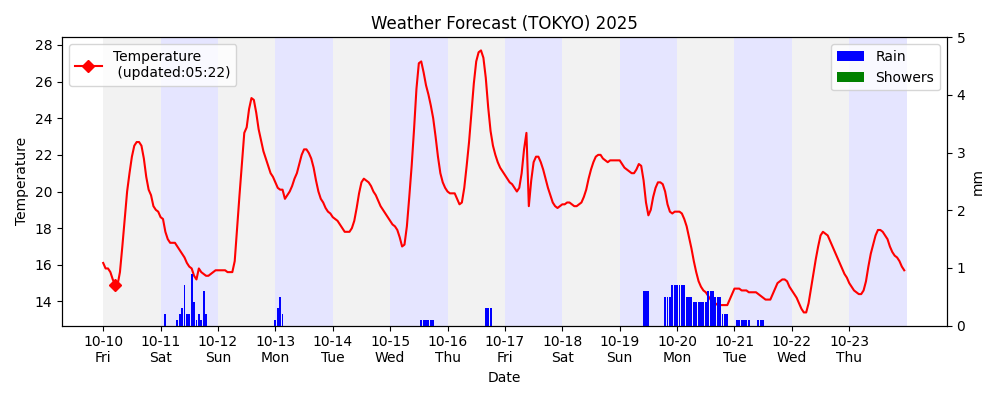 Weather Forecast (TOKYO) 2025
Temperature
(updated:05:22)
Rain
Showers
Temperature
28
26
24
22
20
18
16
14
5
4
3
2
1
0
mm
10-10 10-11 10-12 10-13 10-14 10-15 10-16 10-17 10-18 10-19 10-20 10-21 10-22 10-23
Fri Sat Sun Mon Tue Wed Thu Fri Sat Sun Mon Tue Wed Thu
Date